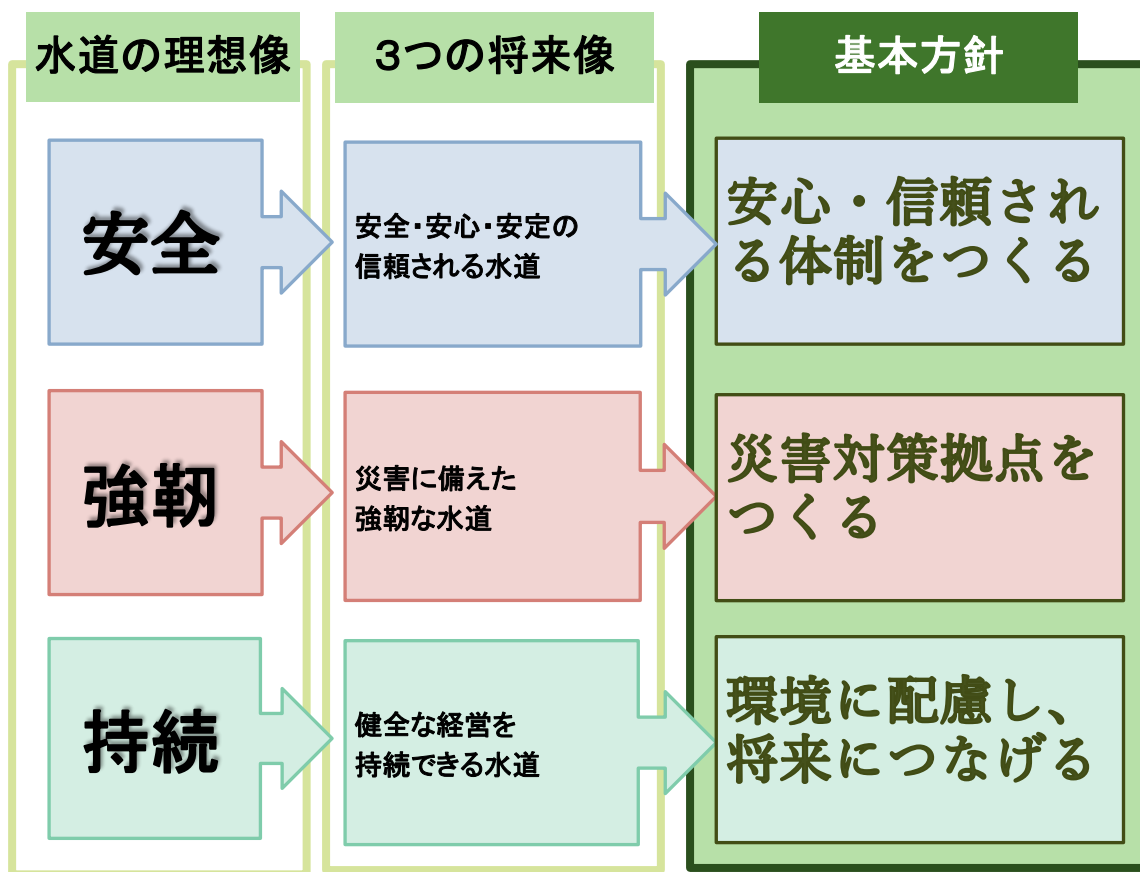 水道の理想像
３つの将来像
基本方針
安全
安全・安心・安定の
信頼される水道
安心・信頼され
る体制をつくる
強靭
災害に備えた
強靭な水道
災害対策拠点を
つくる
持続
健全な経営を
持続できる水道
環境に配慮し、
将来につなげる